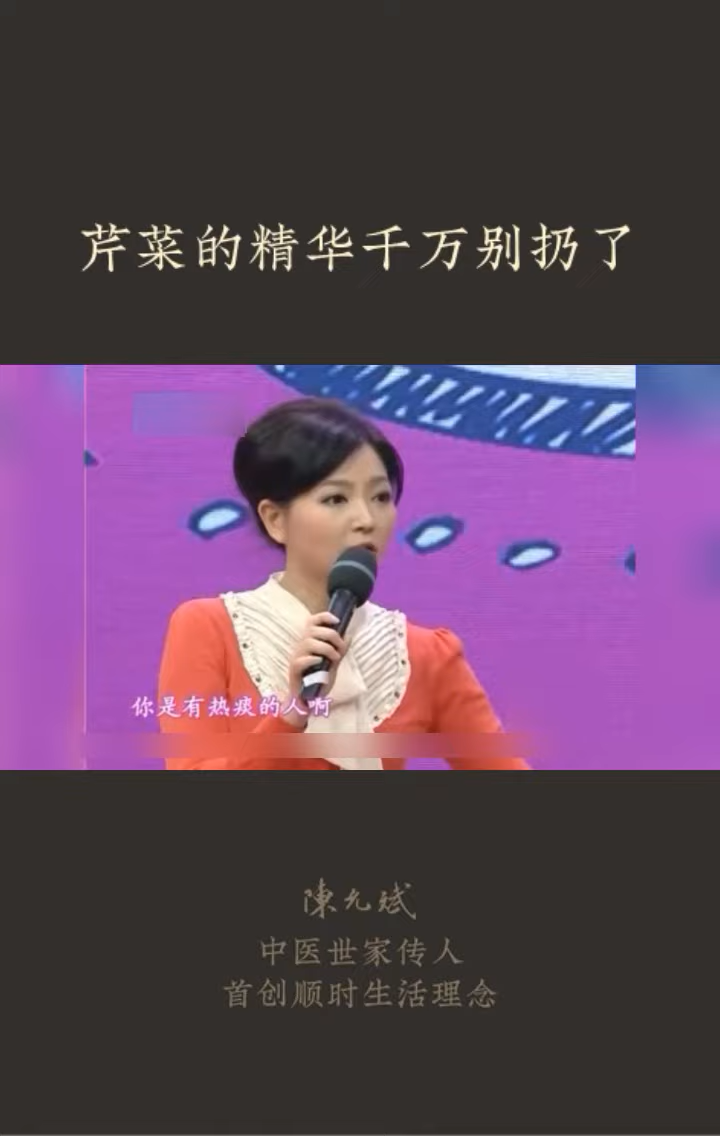 芹菜的精华千万别扔了
你是有热痰的人啊
陳允斌
中医世家传人
首创顺时生活理念